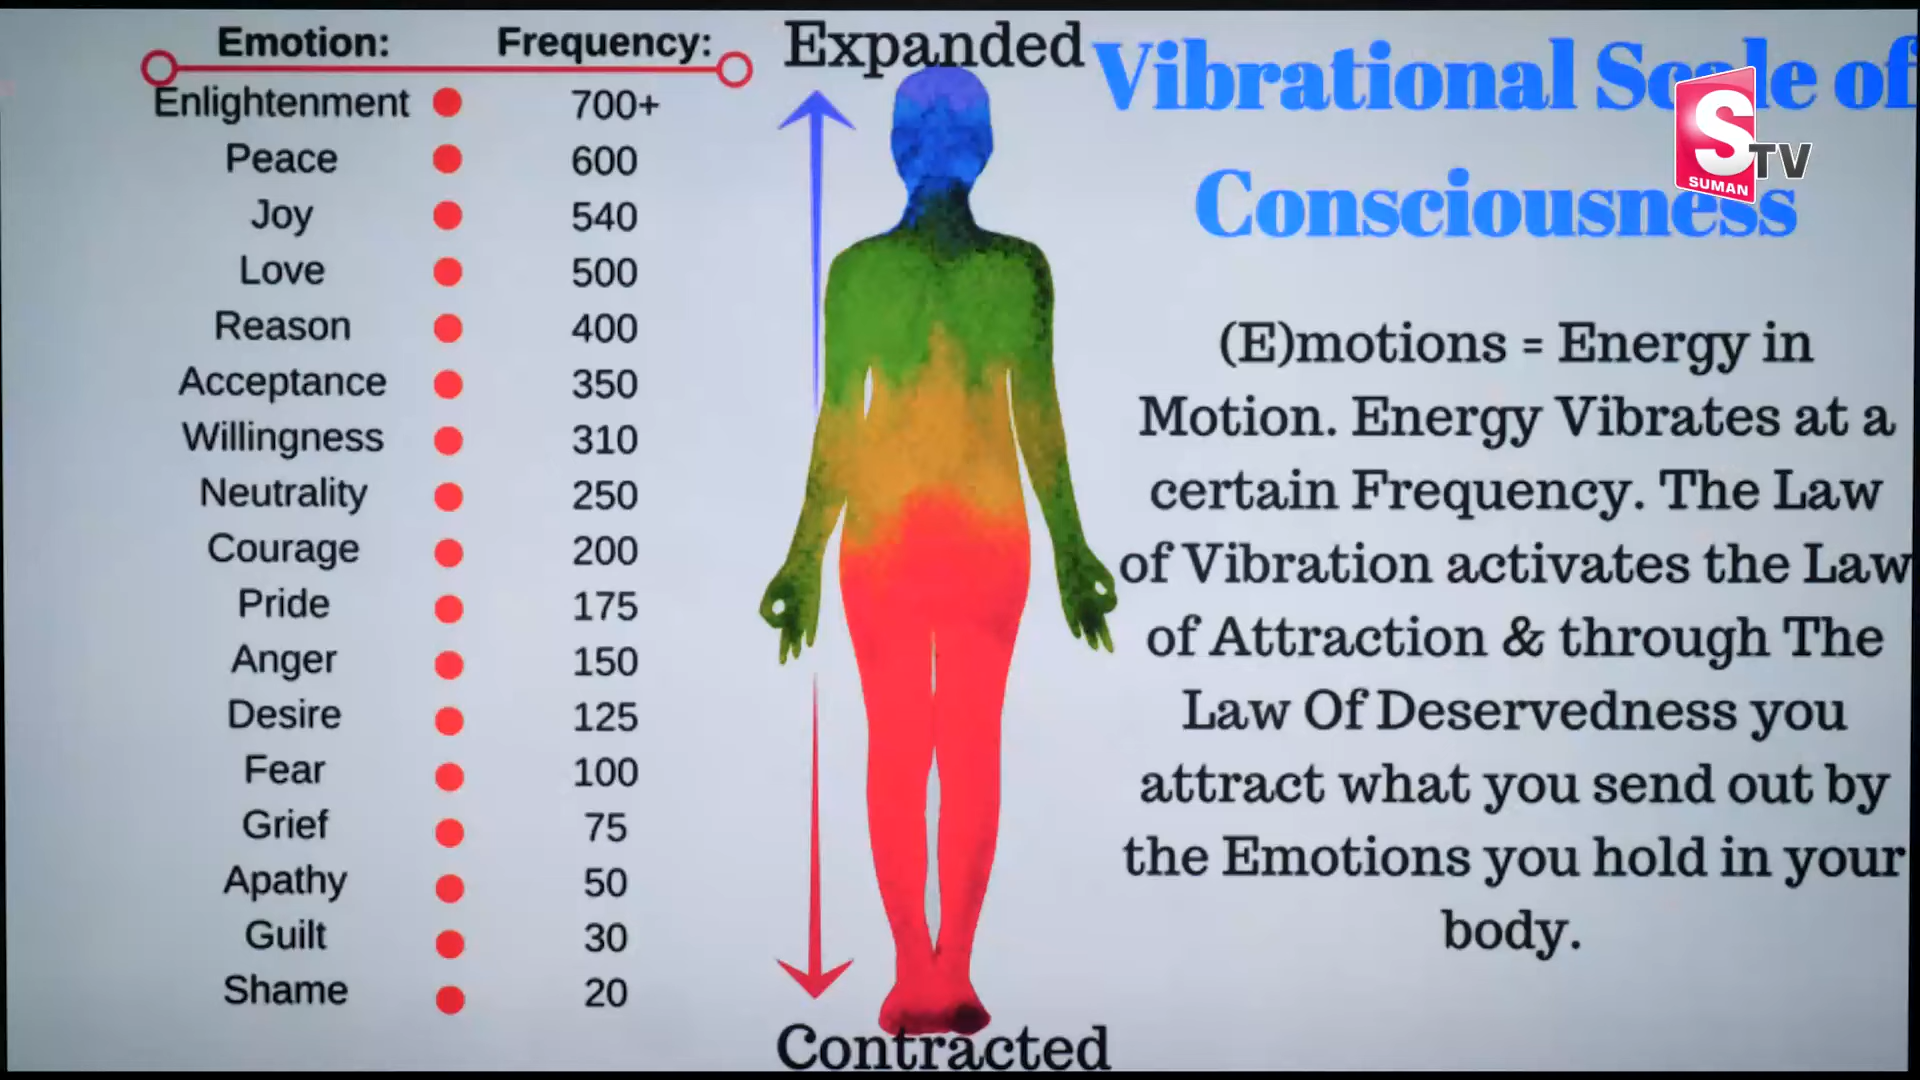 Emotion: Frequency:
Enlightenment 700+
Peace 600
Joy 540
Love 500
Reason 400
Acceptance 350
Willingness 310
Neutrality 250
Courage 200
Pride 175
Anger 150
Desire 125
Fear 100
Grief 75
Apathy 50
Guilt 30
Shame 20
Expanded
Contracted
Vibrational Scale of
Consciousness
S TV
SUMAN
(E)motions = Energy in
Motion. Energy Vibrates at a
certain Frequency. The Law
of Vibration activates the Law
of Attraction & through The
Law Of Deservedness you
attract what you send out by
the Emotions you hold in your
body.